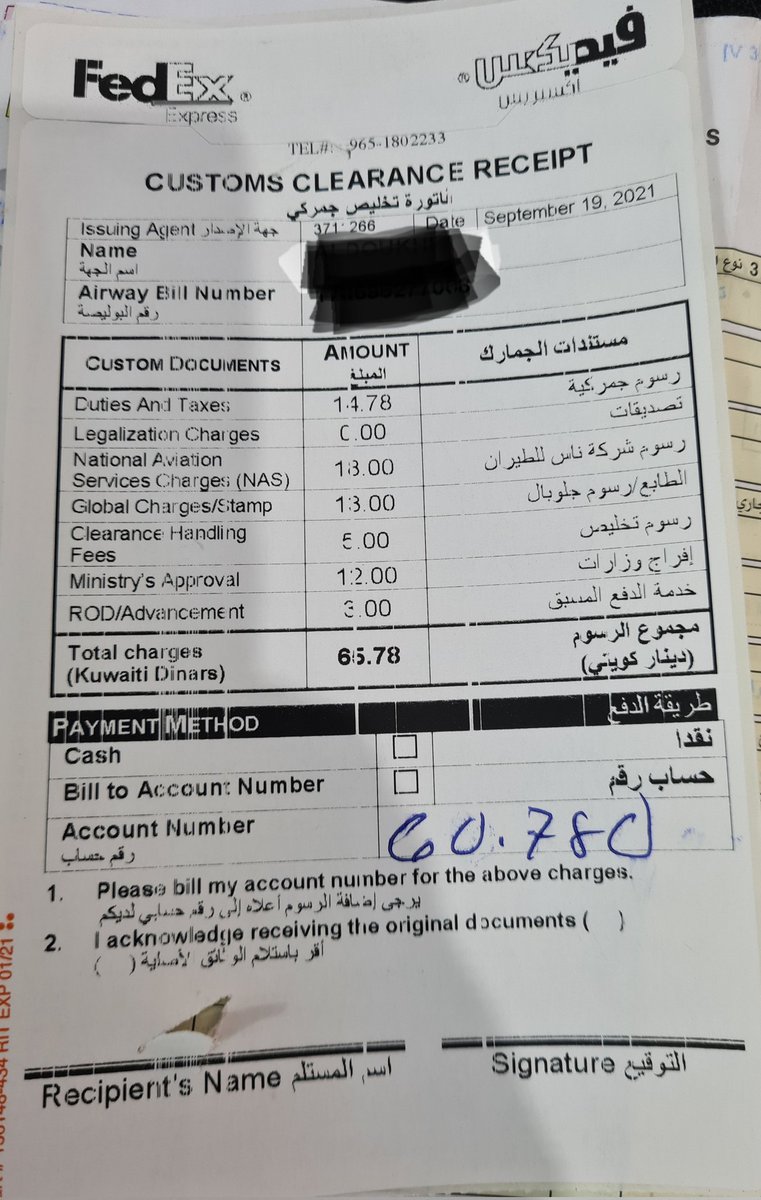 FedEx ® فيديكس ®
Express اكسبريس
TEL#: 965-1802233
CUSTOMS CLEARANCE RECEIPT
فاتورة تخليص جمركي
Issuing Agent جهة الإصدار 371 266 Date September 19, 2021
Name
اسم الجهة
Airway Bill Number
رقم البوليصة
CUSTOM DOCUMENTS AMOUNT المبلغ مستندات الجمارك
Duties And Taxes 14.78 رسوم جمركية
Legalization Charges 0.00 تصديقات
National Aviation
Services Charges (NAS) 18.00 رسوم شركة ناس للطيران
Global Charges/Stamp 13.00 الطابع/رسوم جلوبال
Clearance Handling
Fees 5.00 رسوم تخليص
Ministry's Approval 12.00 إفراج وزارات
ROD/Advancement 3.00 خدمة الدفع المسبق
Total charges 65.78 مجموع الرسوم
(Kuwaiti Dinars) (دينار كويتي)
PAYMENT METHOD طريقة الدفع
Cash نقدا
Bill to Account Number حساب رقم
Account Number 60.780
رقم حساب
1. Please bill my account number for the above charges.
يرجى إضافة الرسوم أعلاه إلى رقم حسابي لديكم
2. I acknowledge receiving the original documents ( )
أقر باستلام الوثائق الأصلية ( )
Recipient's Name اسم المستلم Signature التوقيع